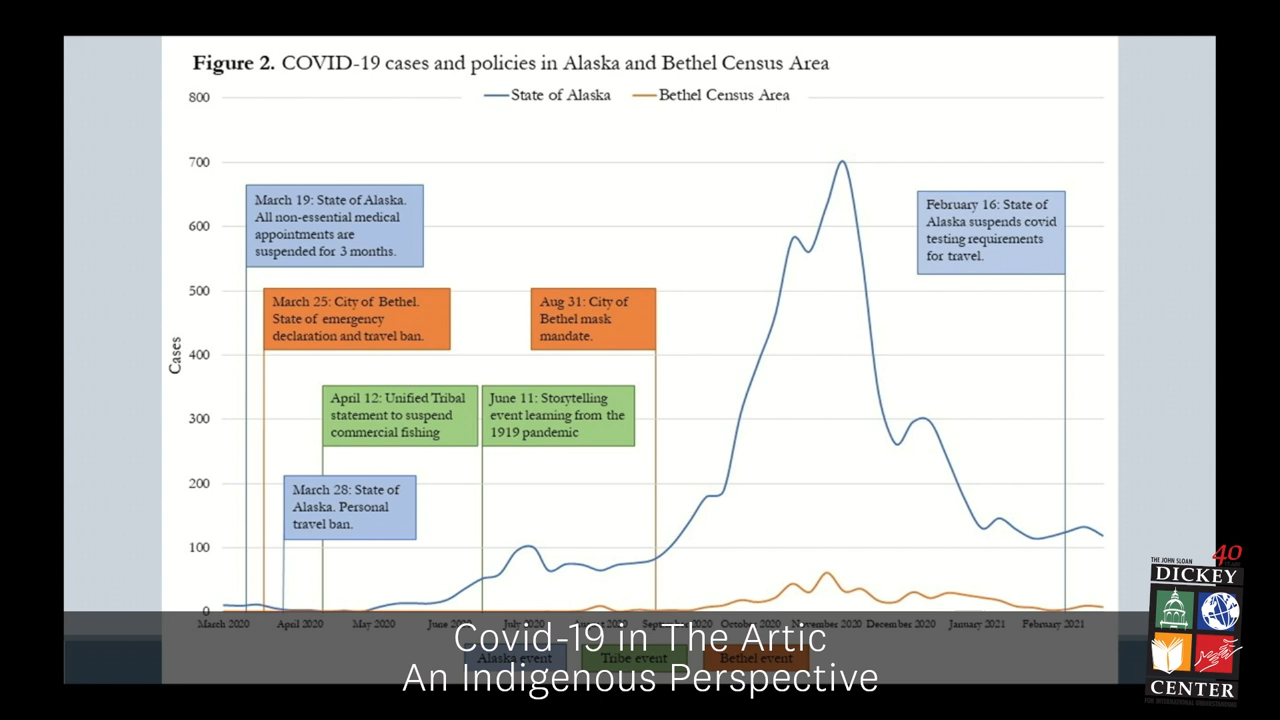 Figure 2. COVID-19 cases and policies in Alaska and Bethel Census Area
State of Alaska
Bethel Census Area
800
700
600
500
400
300
200
100
0
Cases
March 19: State of Alaska.
All non-essential medical
appointments are
suspended for 3 months.
February 16: State of
Alaska suspends covid
testing requirements
for travel.
March 25: City of Bethel.
State of emergency
declaration and travel ban.
Aug 31: City of
Bethel mask
mandate.
April 12: Unified Tribal
statement to suspend
commercial fishing
June 11: Storytelling
event learning from the
1919 pandemic
March 28: State of
Alaska. Personal
travel ban.
March 2020 April 2020 May 2020 June 2020 July 2020 August 2020 September 2020 October 2020 November 2020 December 2020 January 2021 February 2021
Alaska event
Tribe event
Bethel event
Covid-19 in The Artic
An Indigenous Perspective
40
THE JOHN SLOAN
DICKEY
CENTER
FOR INTERNATIONAL UNDERSTANDING